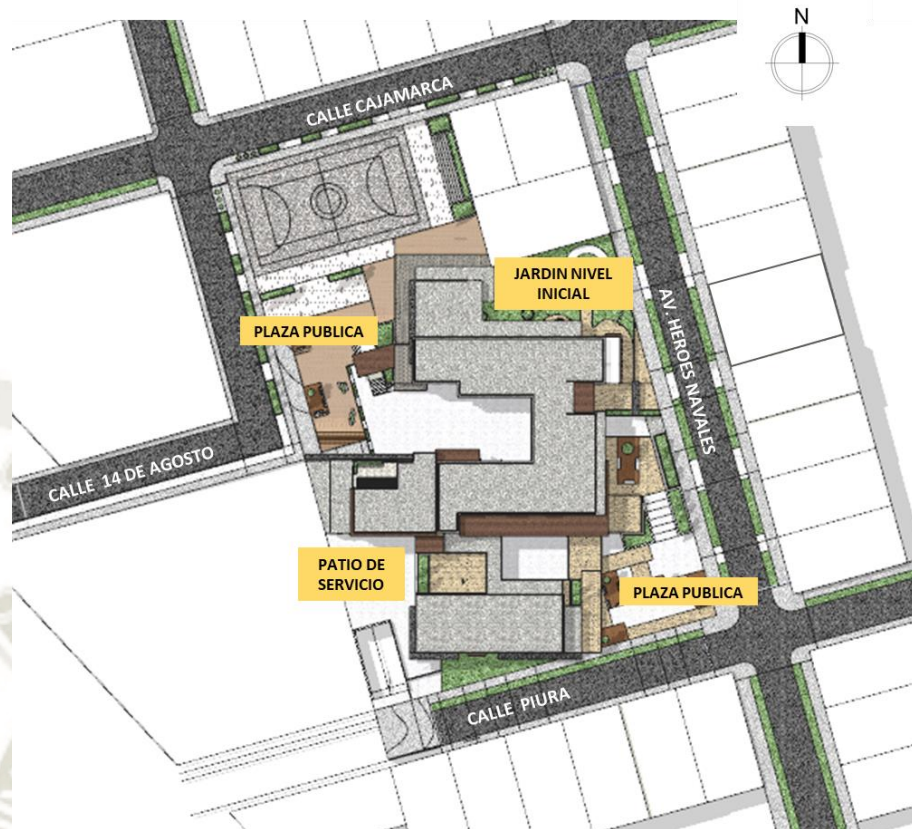 N
CALLE CAJAMARCA
JARDIN NIVEL
INICIAL
PLAZA PUBLICA
AV. HEROES NAVALES
CALLE 14 DE AGOSTO
PATIO DE
SERVICIO
PLAZA PUBLICA
CALLE PIURA